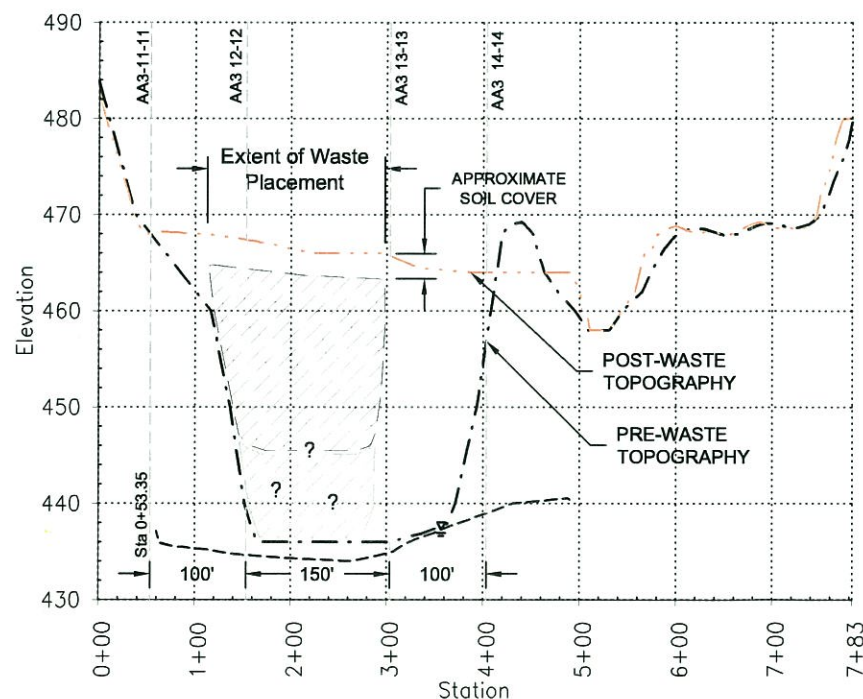 490
480
470
460
450
440
430
Elevation
AA3-11-11
AA3 12-12
AA3 13-13
AA3 14-14
Extent of Waste
Placement
APPROXIMATE
SOIL COVER
POST-WASTE
TOPOGRAPHY
PRE-WASTE
TOPOGRAPHY
?
?
?
Sta 0+53.35
100'
150'
100'
0+00
1+00
2+00
3+00
4+00
5+00
6+00
7+00
7+83
Station